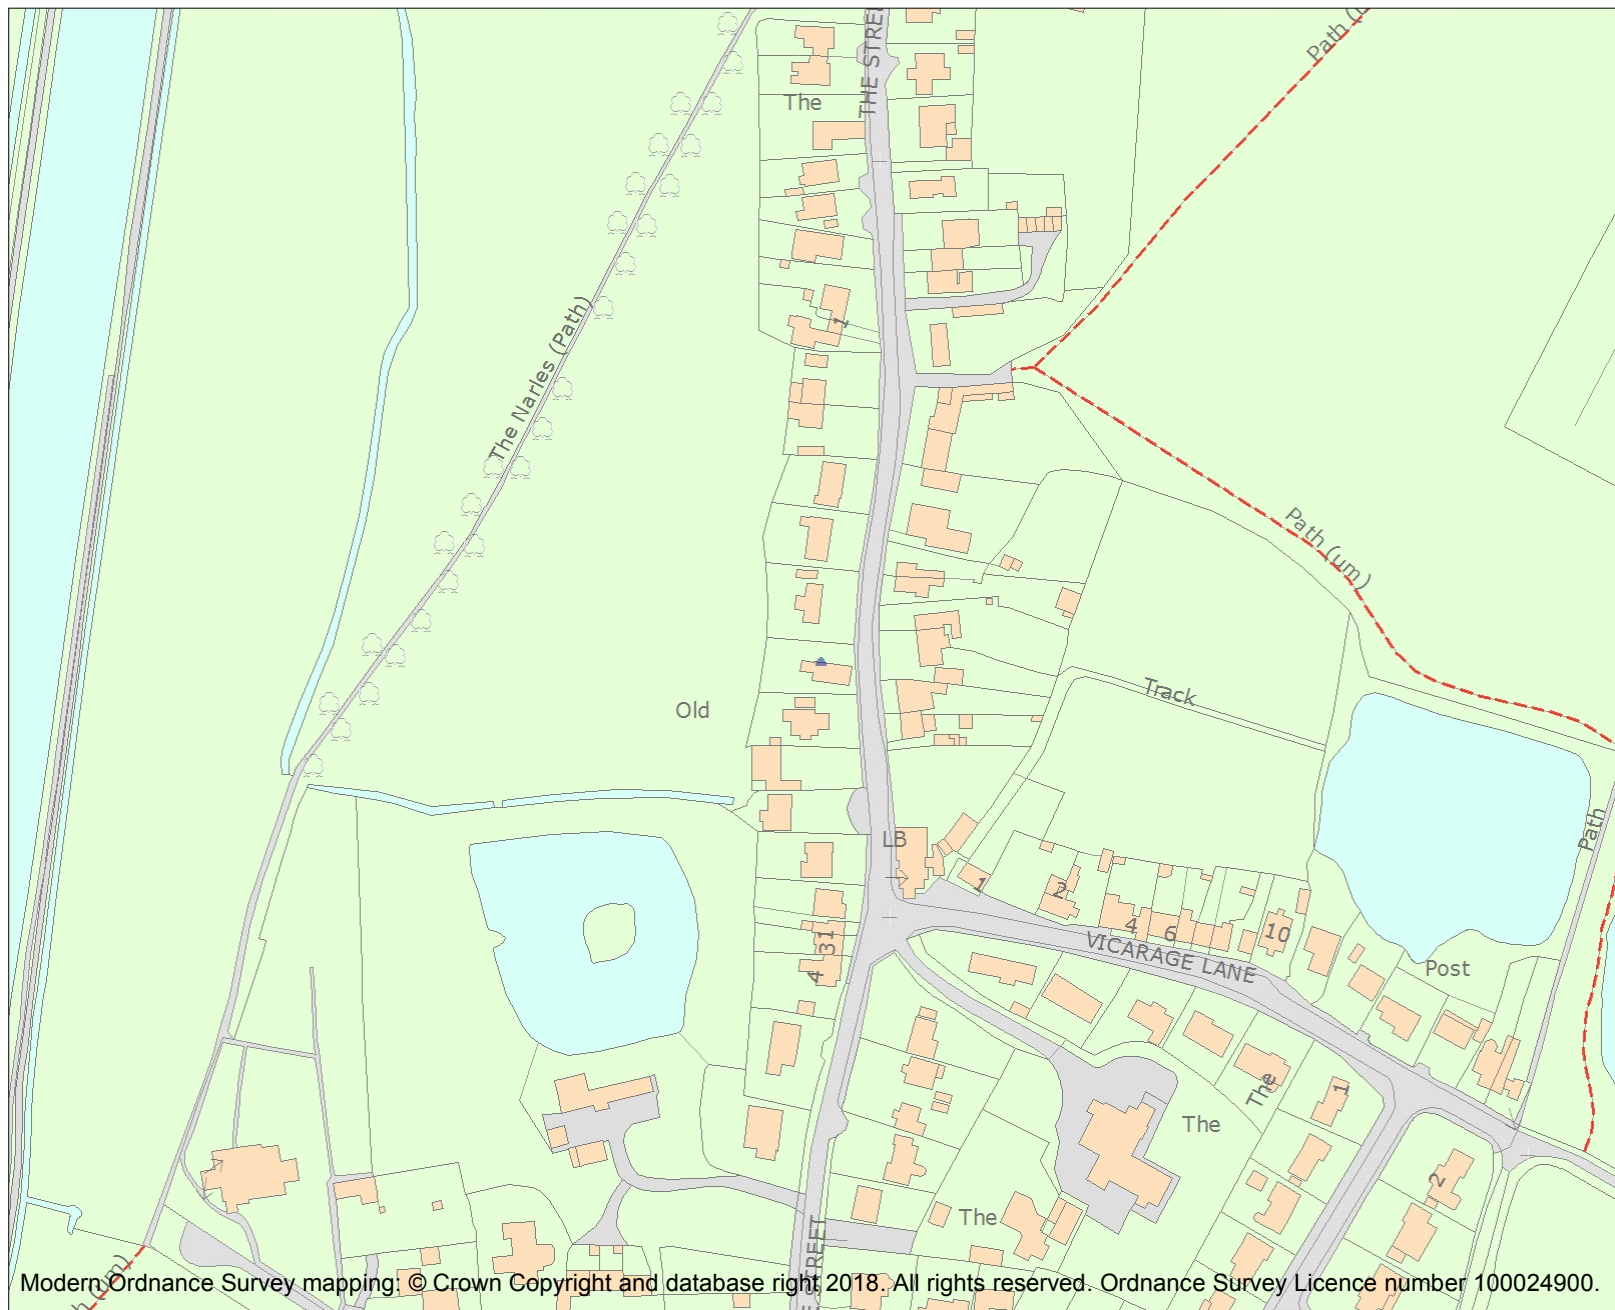 Path (u
THE STREE
The
The Narles (Path)
1
Path (um)
Track
Old
LB
1
2
4
6
10
VICARAGE LANE
Path
31
4
Post
The
The
1
2
The
E STREET
h (um)
Modern Ordnance Survey mapping: © Crown Copyright and database right 2018. All rights reserved. Ordnance Survey Licence number 100024900.